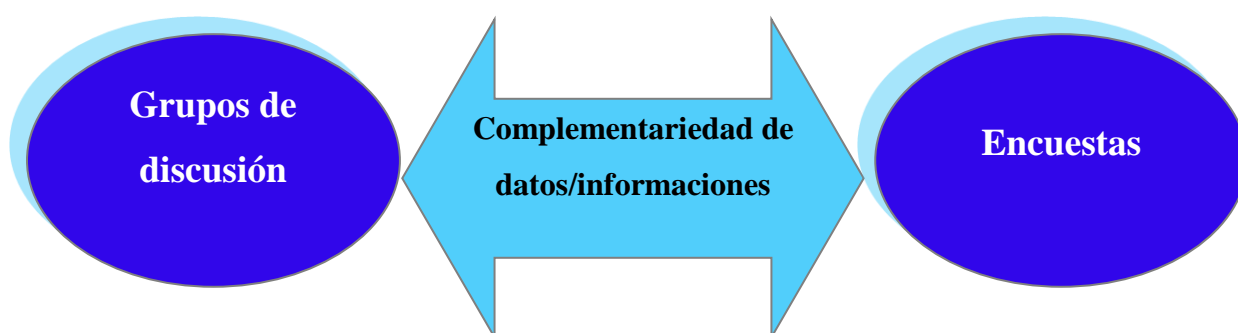 Grupos de
discusión
Complementariedad de
datos/informaciones
Encuestas